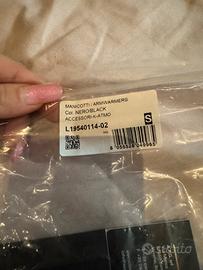 MANICOTTI / ARMWARMERS
Col. NERO/BLACK
ACCESSORI-K-ATMO
L19540114-02
S
subito